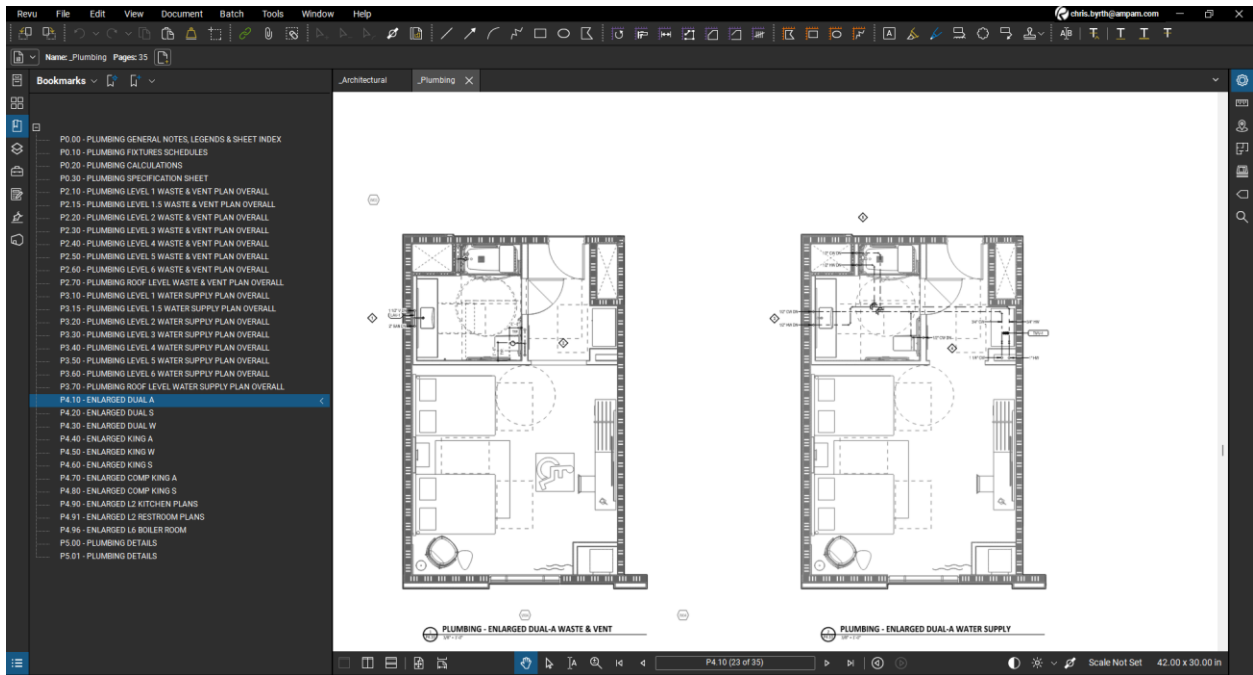 Revu File Edit View Document Batch Tools Window Help
chris.byrth@ampam.com
Name: _Plumbing Pages: 35
Bookmarks
_Architectural
_Plumbing
P0.00 - PLUMBING GENERAL NOTES, LEGENDS & SHEET INDEX
P0.10 - PLUMBING FIXTURES SCHEDULES
P0.20 - PLUMBING CALCULATIONS
P0.30 - PLUMBING SPECIFICATION SHEET
P2.10 - PLUMBING LEVEL 1 WASTE & VENT PLAN OVERALL
P2.15 - PLUMBING LEVEL 1.5 WASTE & VENT PLAN OVERALL
P2.20 - PLUMBING LEVEL 2 WASTE & VENT PLAN OVERALL
P2.30 - PLUMBING LEVEL 3 WASTE & VENT PLAN OVERALL
P2.40 - PLUMBING LEVEL 4 WASTE & VENT PLAN OVERALL
P2.50 - PLUMBING LEVEL 5 WASTE & VENT PLAN OVERALL
P2.60 - PLUMBING LEVEL 6 WASTE & VENT PLAN OVERALL
P2.70 - PLUMBING ROOF LEVEL WASTE & VENT PLAN OVERALL
P3.10 - PLUMBING LEVEL 1 WATER SUPPLY PLAN OVERALL
P3.15 - PLUMBING LEVEL 1.5 WATER SUPPLY PLAN OVERALL
P3.20 - PLUMBING LEVEL 2 WATER SUPPLY PLAN OVERALL
P3.30 - PLUMBING LEVEL 3 WATER SUPPLY PLAN OVERALL
P3.40 - PLUMBING LEVEL 4 WATER SUPPLY PLAN OVERALL
P3.50 - PLUMBING LEVEL 5 WATER SUPPLY PLAN OVERALL
P3.60 - PLUMBING LEVEL 6 WATER SUPPLY PLAN OVERALL
P3.70 - PLUMBING ROOF LEVEL WATER SUPPLY PLAN OVERALL
P4.10 - ENLARGED DUAL A
P4.20 - ENLARGED DUAL S
P4.30 - ENLARGED DUAL W
P4.40 - ENLARGED KING A
P4.50 - ENLARGED KING W
P4.60 - ENLARGED KING S
P4.70 - ENLARGED COMP KING A
P4.80 - ENLARGED COMP KING S
P4.90 - ENLARGED L2 KITCHEN PLANS
P4.91 - ENLARGED L2 RESTROOM PLANS
P4.96 - ENLARGED L6 BOILER ROOM
P5.00 - PLUMBING DETAILS
P5.01 - PLUMBING DETAILS
PLUMBING - ENLARGED DUAL-A WASTE & VENT
PLUMBING - ENLARGED DUAL-A WATER SUPPLY
P4.10 (23 of 35)
Scale Not Set
42.00 x 30.00 in